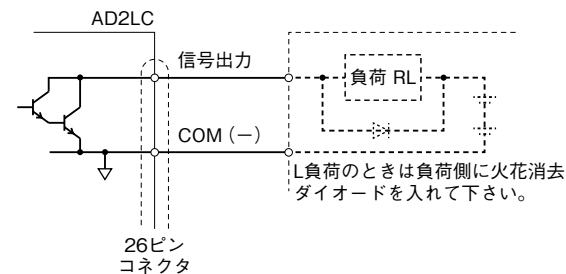 AD2LC
信号出力
負荷 RL
COM（－）
L負荷のときは負荷側に火花消去
ダイオードを入れて下さい。
26ピン
コネクタ